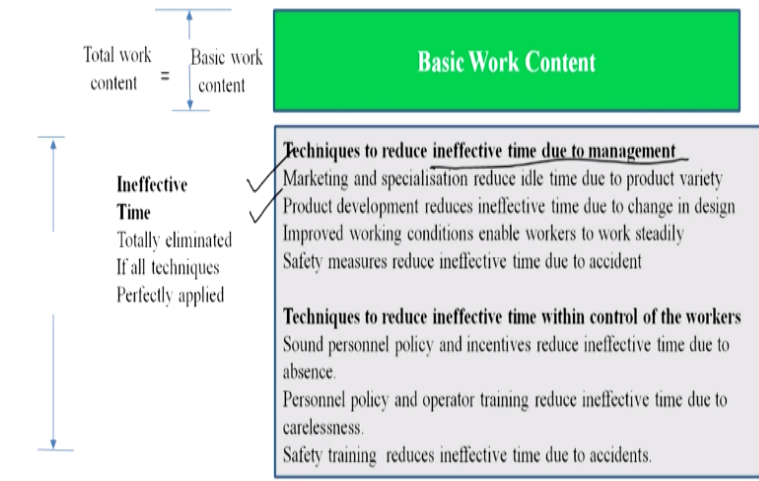 Total work
content
=
Basic work
content
Basic Work Content
Ineffective
Time
Totally eliminated
If all techniques
Perfectly applied
Techniques to reduce ineffective time due to management
Marketing and specialisation reduce idle time due to product variety
Product development reduces ineffective time due to change in design
Improved working conditions enable workers to work steadily
Safety measures reduce ineffective time due to accident
Techniques to reduce ineffective time within control of the workers
Sound personnel policy and incentives reduce ineffective time due to
absence.
Personnel policy and operator training reduce ineffective time due to
carelessness.
Safety training reduces ineffective time due to accidents.